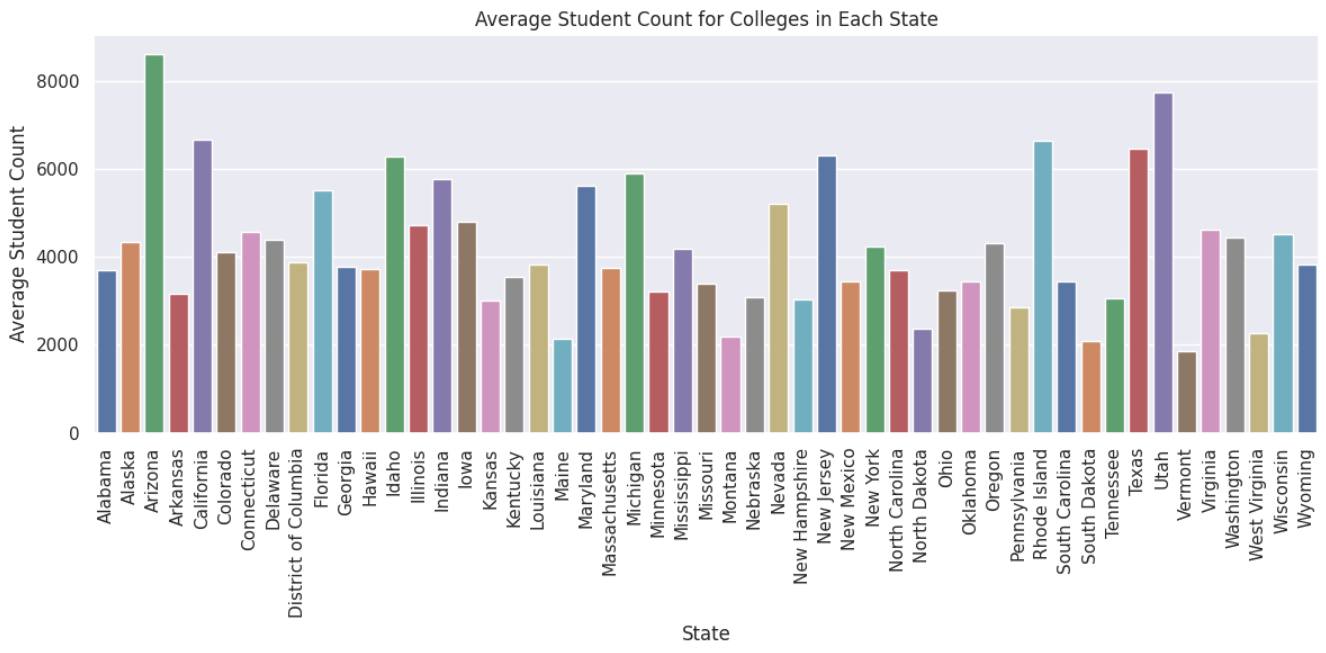 Average Student Count for Colleges in Each State
Average Student Count
8000
6000
4000
2000
0
Alabama
Alaska
Arizona
Arkansas
California
Colorado
Connecticut
Delaware
District of Columbia
Florida
Georgia
Hawaii
Idaho
Illinois
Indiana
Iowa
Kansas
Kentucky
Louisiana
Maine
Maryland
Massachusetts
Michigan
Minnesota
Mississippi
Missouri
Montana
Nebraska
Nevada
New Hampshire
New Jersey
New Mexico
New York
North Carolina
North Dakota
Ohio
Oklahoma
Oregon
Pennsylvania
Rhode Island
South Carolina
South Dakota
Tennessee
Texas
Utah
Vermont
Virginia
Washington
West Virginia
Wisconsin
Wyoming
State